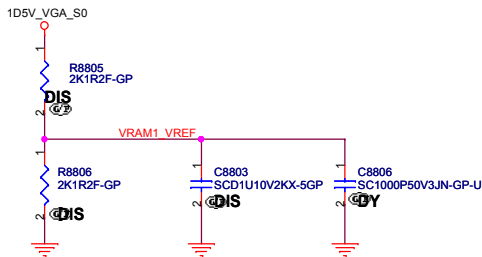 1D5V_VGA_S0
1
R8805
2K1R2F-GP
DIS
2
VRAM1_VREF
1
R8806
2K1R2F-GP
2
DIS
1
C8803
SCD1U10V2KX-5GP
2
DIS
1
C8806
SC1000P50V3JN-GP-U
2
DY